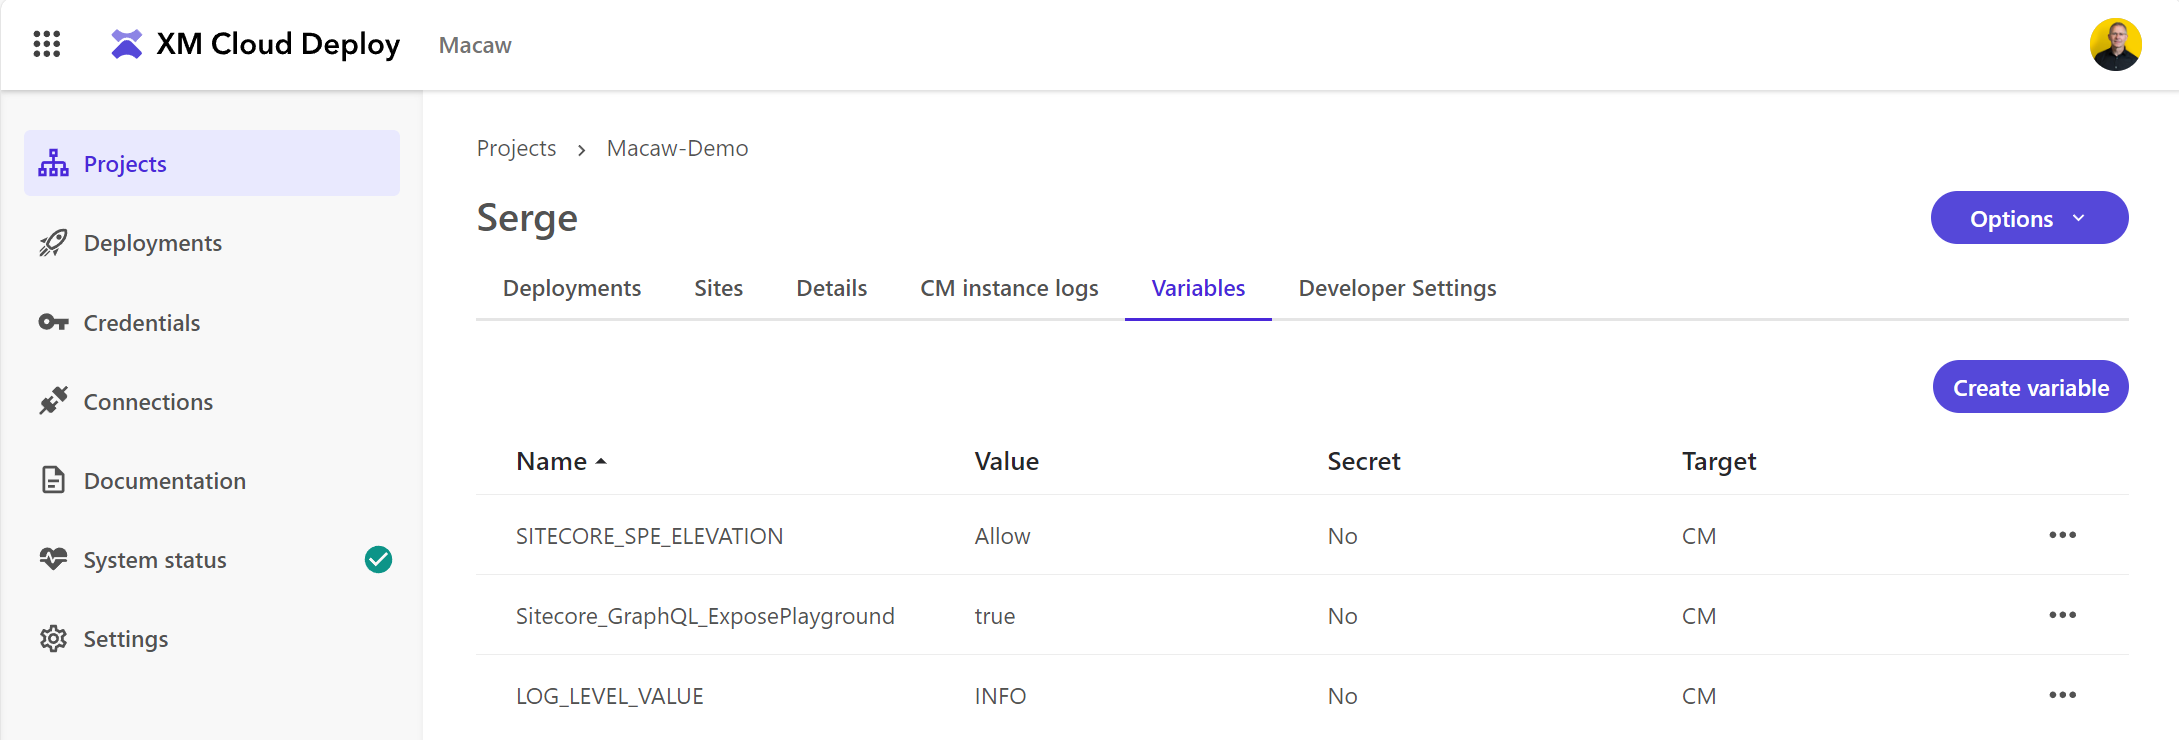 XM Cloud Deploy Macaw
Projects
Deployments
Credentials
Connections
Documentation
System status
Settings
Projects › Macaw-Demo
Serge
Options
Deployments Sites Details CM instance logs Variables Developer Settings
Create variable
Name Value Secret Target
SITECORE_SPE_ELEVATION Allow No CM
Sitecore_GraphQL_ExposePlayground true No CM
LOG_LEVEL_VALUE INFO No CM